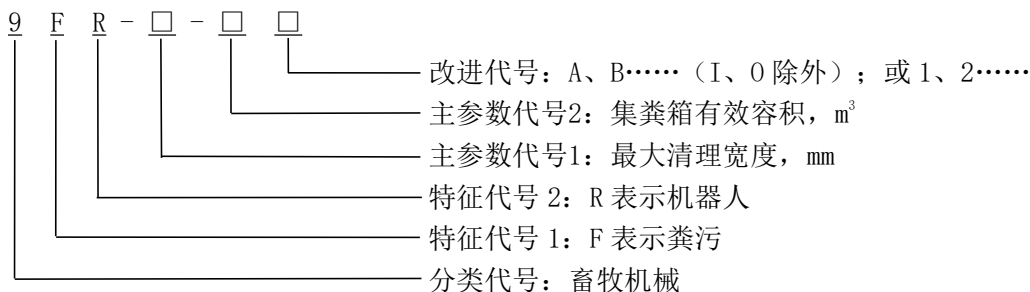 9 F R - □ - □ □
改进代号：A、B……（I、O 除外）；或 1、2……
主参数代号2：集粪箱有效容积，m³
主参数代号1：最大清理宽度，mm
特征代号 2：R 表示机器人
特征代号 1：F 表示粪污
分类代号：畜牧机械